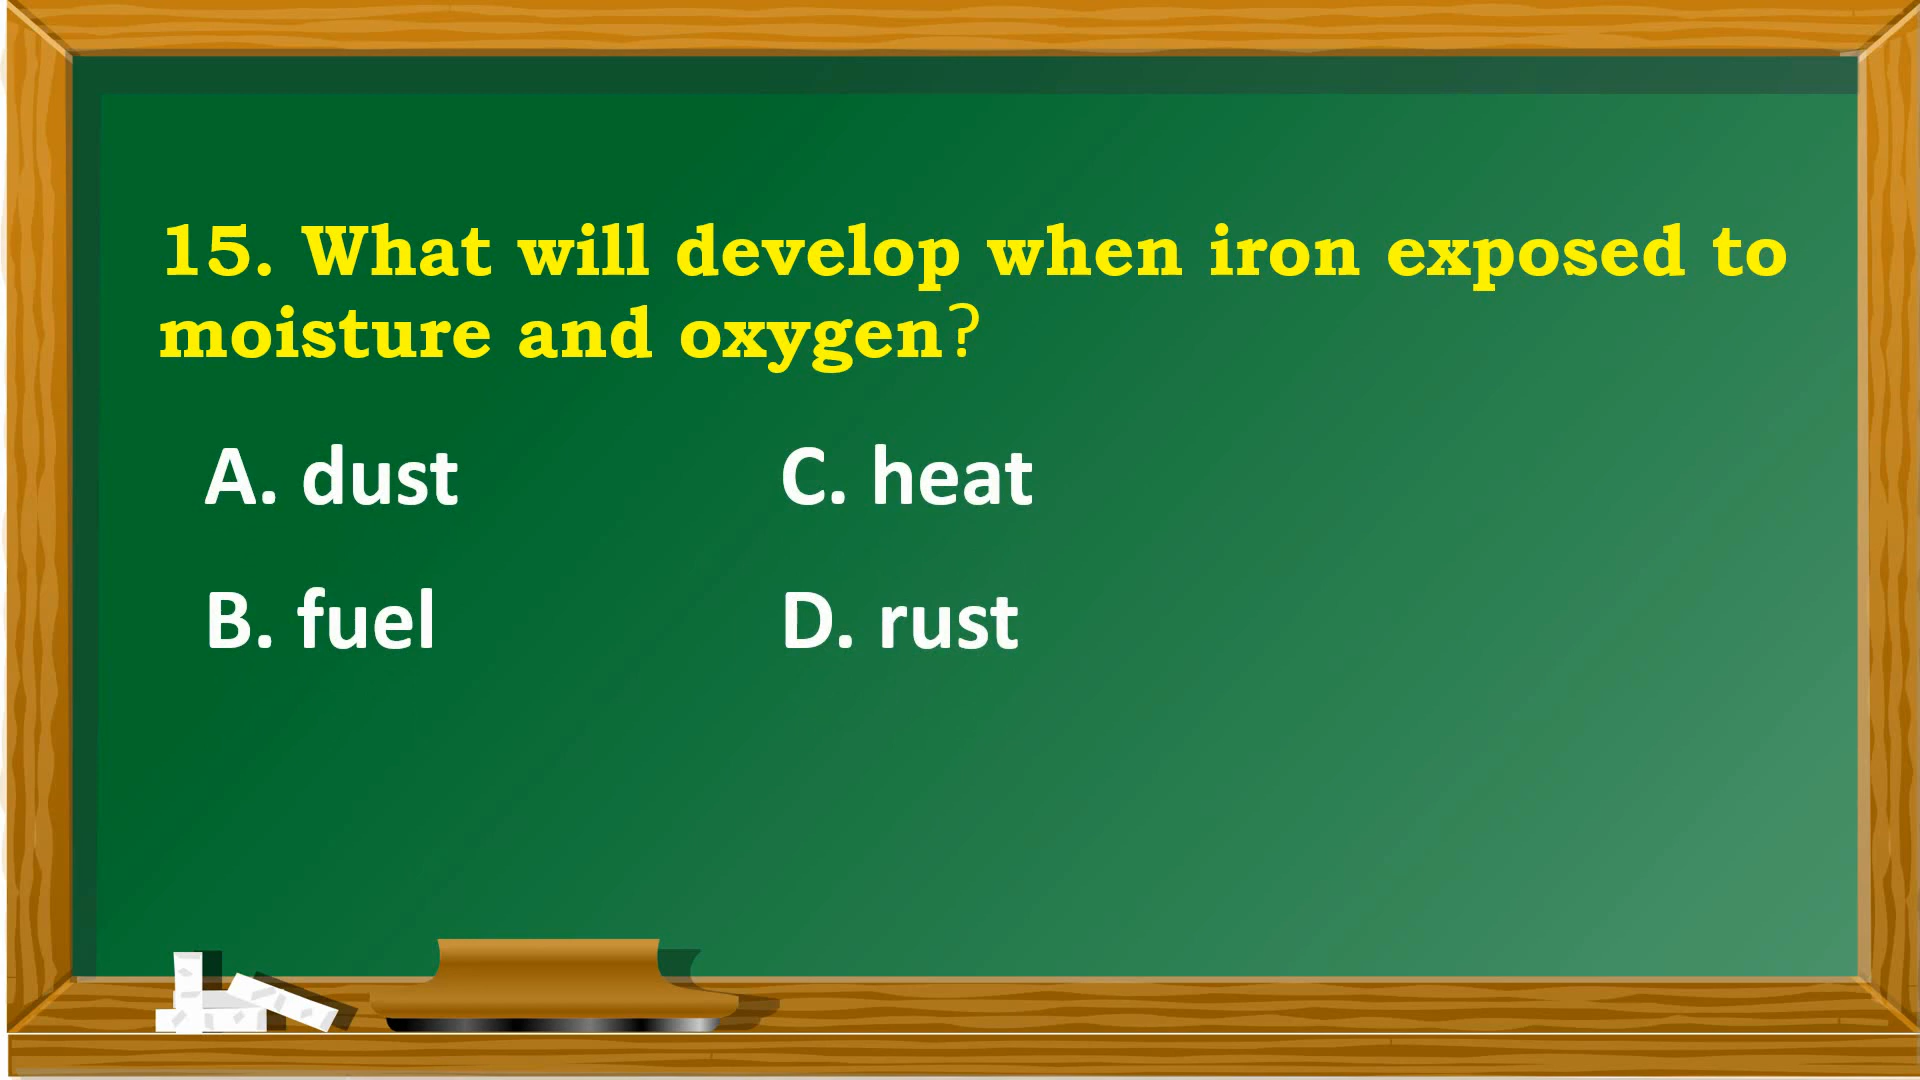 15. What will develop when iron exposed to
moisture and oxygen?
A. dust
C. heat
B. fuel
D. rust